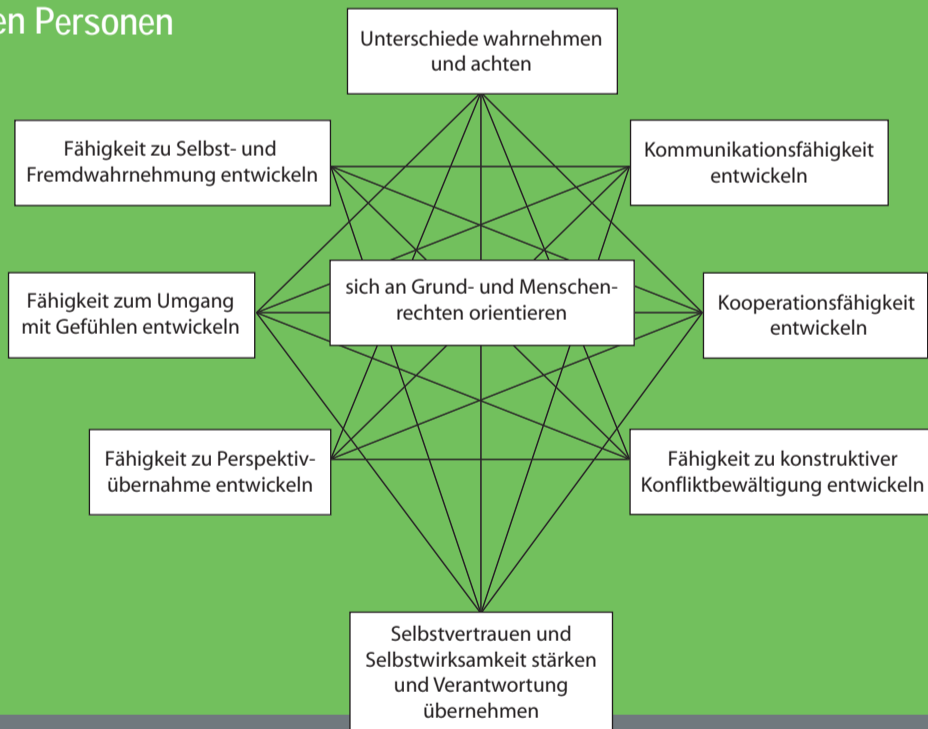 en Personen
Unterschiede wahrnehmen
und achten
Fähigkeit zu Selbst- und
Fremdwahrnehmung entwickeln
Kommunikationsfähigkeit
entwickeln
Fähigkeit zum Umgang
mit Gefühlen entwickeln
sich an Grund- und Menschen-
rechten orientieren
Kooperationsfähigkeit
entwickeln
Fähigkeit zu Perspektiv-
übernahme entwickeln
Fähigkeit zu konstruktiver
Konfliktbewältigung entwickeln
Selbstvertrauen und
Selbstwirksamkeit stärken
und Verantwortung
übernehmen